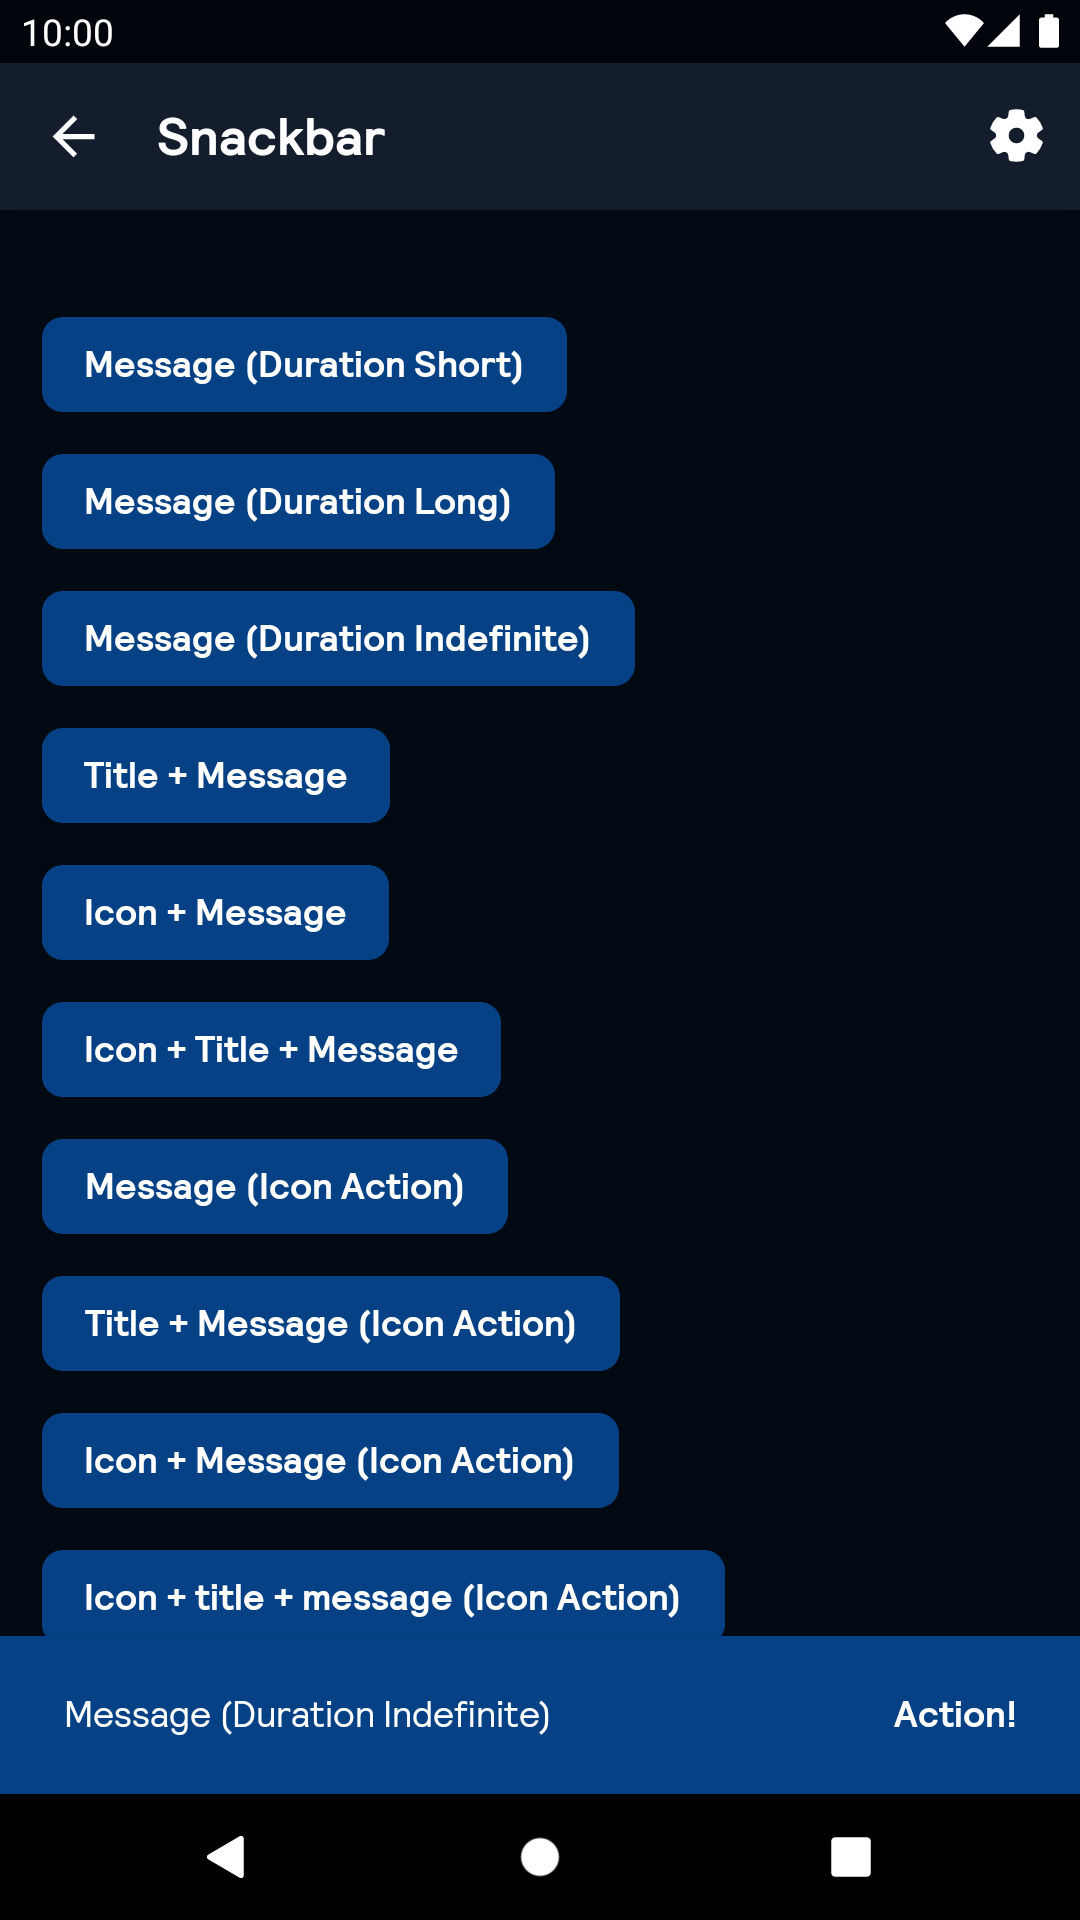 10:00
Snackbar
Message (Duration Short)
Message (Duration Long)
Message (Duration Indefinite)
Title + Message
Icon + Message
Icon + Title + Message
Message (Icon Action)
Title + Message (Icon Action)
Icon + Message (Icon Action)
Icon + title + message (Icon Action)
Message (Duration Indefinite) Action!